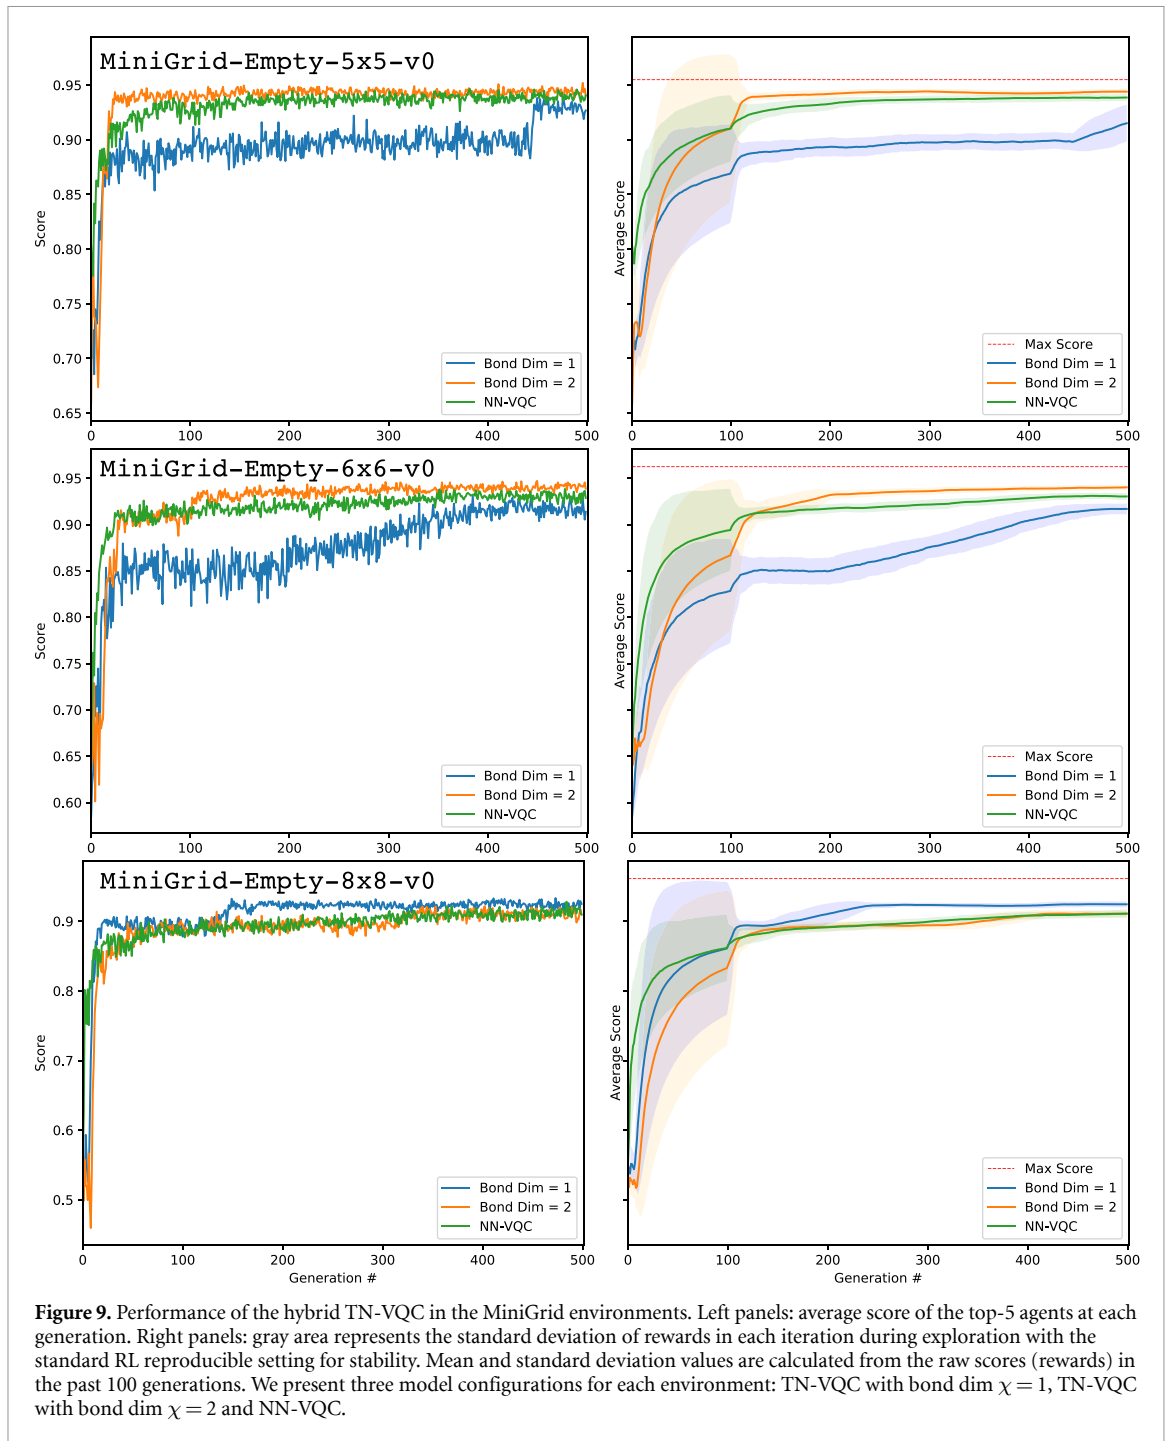 MiniGrid-Empty-5x5-v0
Score
0.95
0.90
0.85
0.80
0.75
0.70
0.65
Bond Dim = 1
Bond Dim = 2
NN-VQC
0 100 200 300 400 500
Average Score
Max Score
Bond Dim = 1
Bond Dim = 2
NN-VQC
0 100 200 300 400 500
MiniGrid-Empty-6x6-v0
Score
0.95
0.90
0.85
0.80
0.75
0.70
0.65
0.60
Bond Dim = 1
Bond Dim = 2
NN-VQC
0 100 200 300 400 500
Average Score
Max Score
Bond Dim = 1
Bond Dim = 2
NN-VQC
0 100 200 300 400 500
MiniGrid-Empty-8x8-v0
Score
0.9
0.8
0.7
0.6
0.5
Bond Dim = 1
Bond Dim = 2
NN-VQC
0 100 200 300 400 500
Generation #
Average Score
Max Score
Bond Dim = 1
Bond Dim = 2
NN-VQC
0 100 200 300 400 500
Generation #
Figure 9. Performance of the hybrid TN-VQC in the MiniGrid environments. Left panels: average score of the top-5 agents at each
generation. Right panels: gray area represents the standard deviation of rewards in each iteration during exploration with the
standard RL reproducible setting for stability. Mean and standard deviation values are calculated from the raw scores (rewards) in
the past 100 generations. We present three model configurations for each environment: TN-VQC with bond dim χ = 1, TN-VQC
with bond dim χ = 2 and NN-VQC.